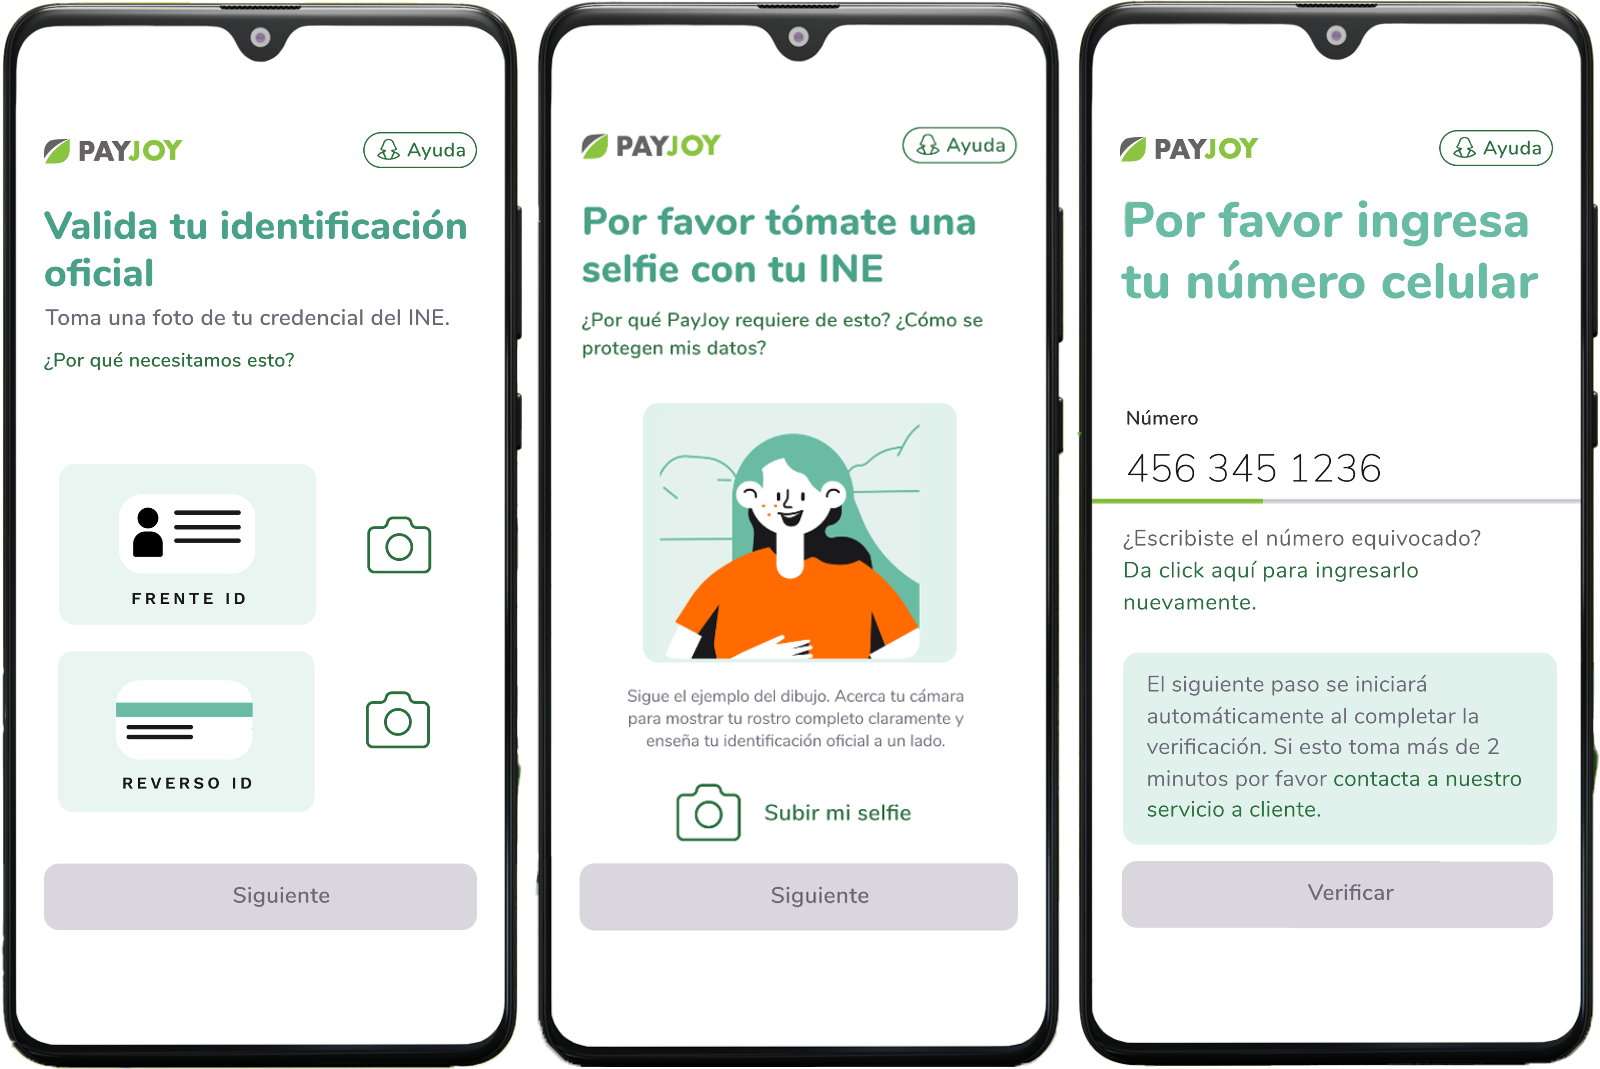 PAYJOY
Ayuda
Valida tu identificación
oficial
Toma una foto de tu credencial del INE.
¿Por qué necesitamos esto?
FRENTE ID
REVERSO ID
Siguiente
PAYJOY
Ayuda
Por favor tómate una
selfie con tu INE
¿Por qué PayJoy requiere de esto? ¿Cómo se
protegen mis datos?
Sigue el ejemplo del dibujo. Acerca tu cámara
para mostrar tu rostro completo claramente y
enseña tu identificación oficial a un lado.
Subir mi selfie
Siguiente
PAYJOY
Ayuda
Por favor ingresa
tu número celular
Número
456 345 1236
¿Escribiste el número equivocado?
Da click aquí para ingresarlo
nuevamente.
El siguiente paso se iniciará
automáticamente al completar la
verificación. Si esto toma más de 2
minutos por favor contacta a nuestro
servicio a cliente.
Verificar